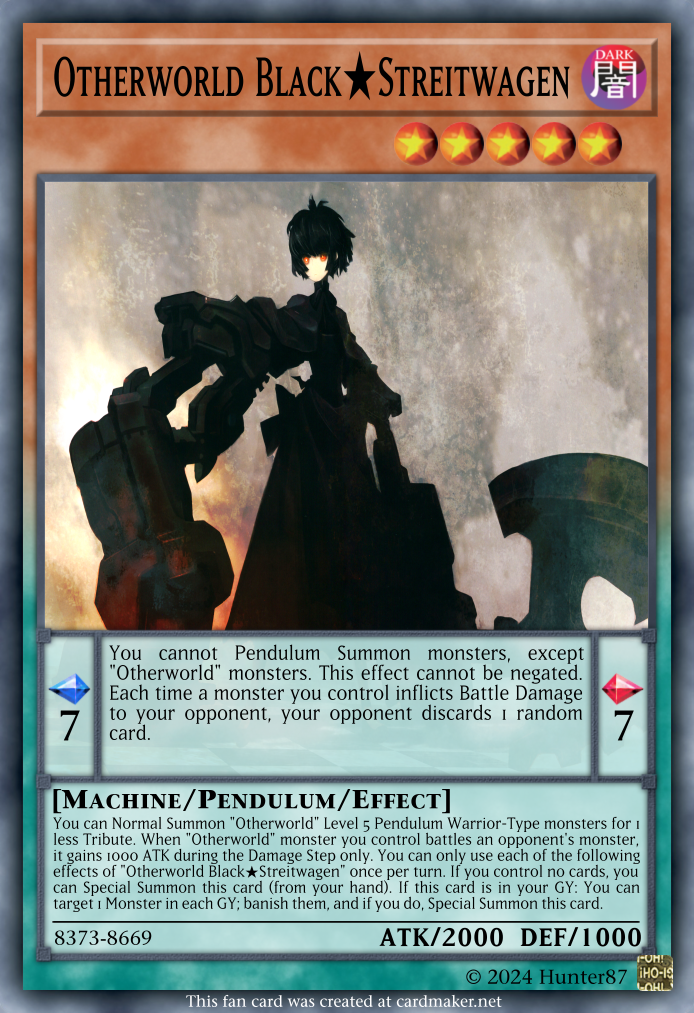 Otherworld Black★Streitwagen
DARK
闇
You cannot Pendulum Summon monsters, except
"Otherworld" monsters. This effect cannot be negated.
Each time a monster you control inflicts Battle Damage
to your opponent, your opponent discards 1 random
card.
7
7
[Machine/Pendulum/Effect]
You can Normal Summon "Otherworld" Level 5 Pendulum Warrior-Type monsters for 1
less Tribute. When "Otherworld" monster you control battles an opponent's monster,
it gains 1000 ATK during the Damage Step only. You can only use each of the following
effects of "Otherworld Black★Streitwagen" once per turn. If you control no cards, you
can Special Summon this card (from your hand). If this card is in your GY: You can
target 1 Monster in each GY; banish them, and if you do, Special Summon this card.
8373-8669
ATK/2000 DEF/1000
© 2024 Hunter87
This fan card was created at cardmaker.net